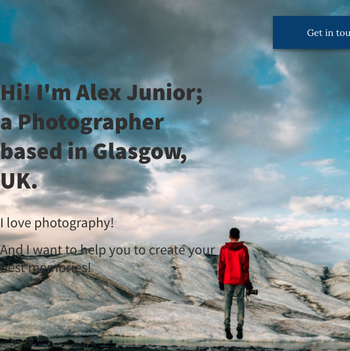 Get in tou
Hi! I'm Alex Junior;
a Photographer
based in Glasgow,
UK.
I love photography!
And I want to help you to create your
best memories!